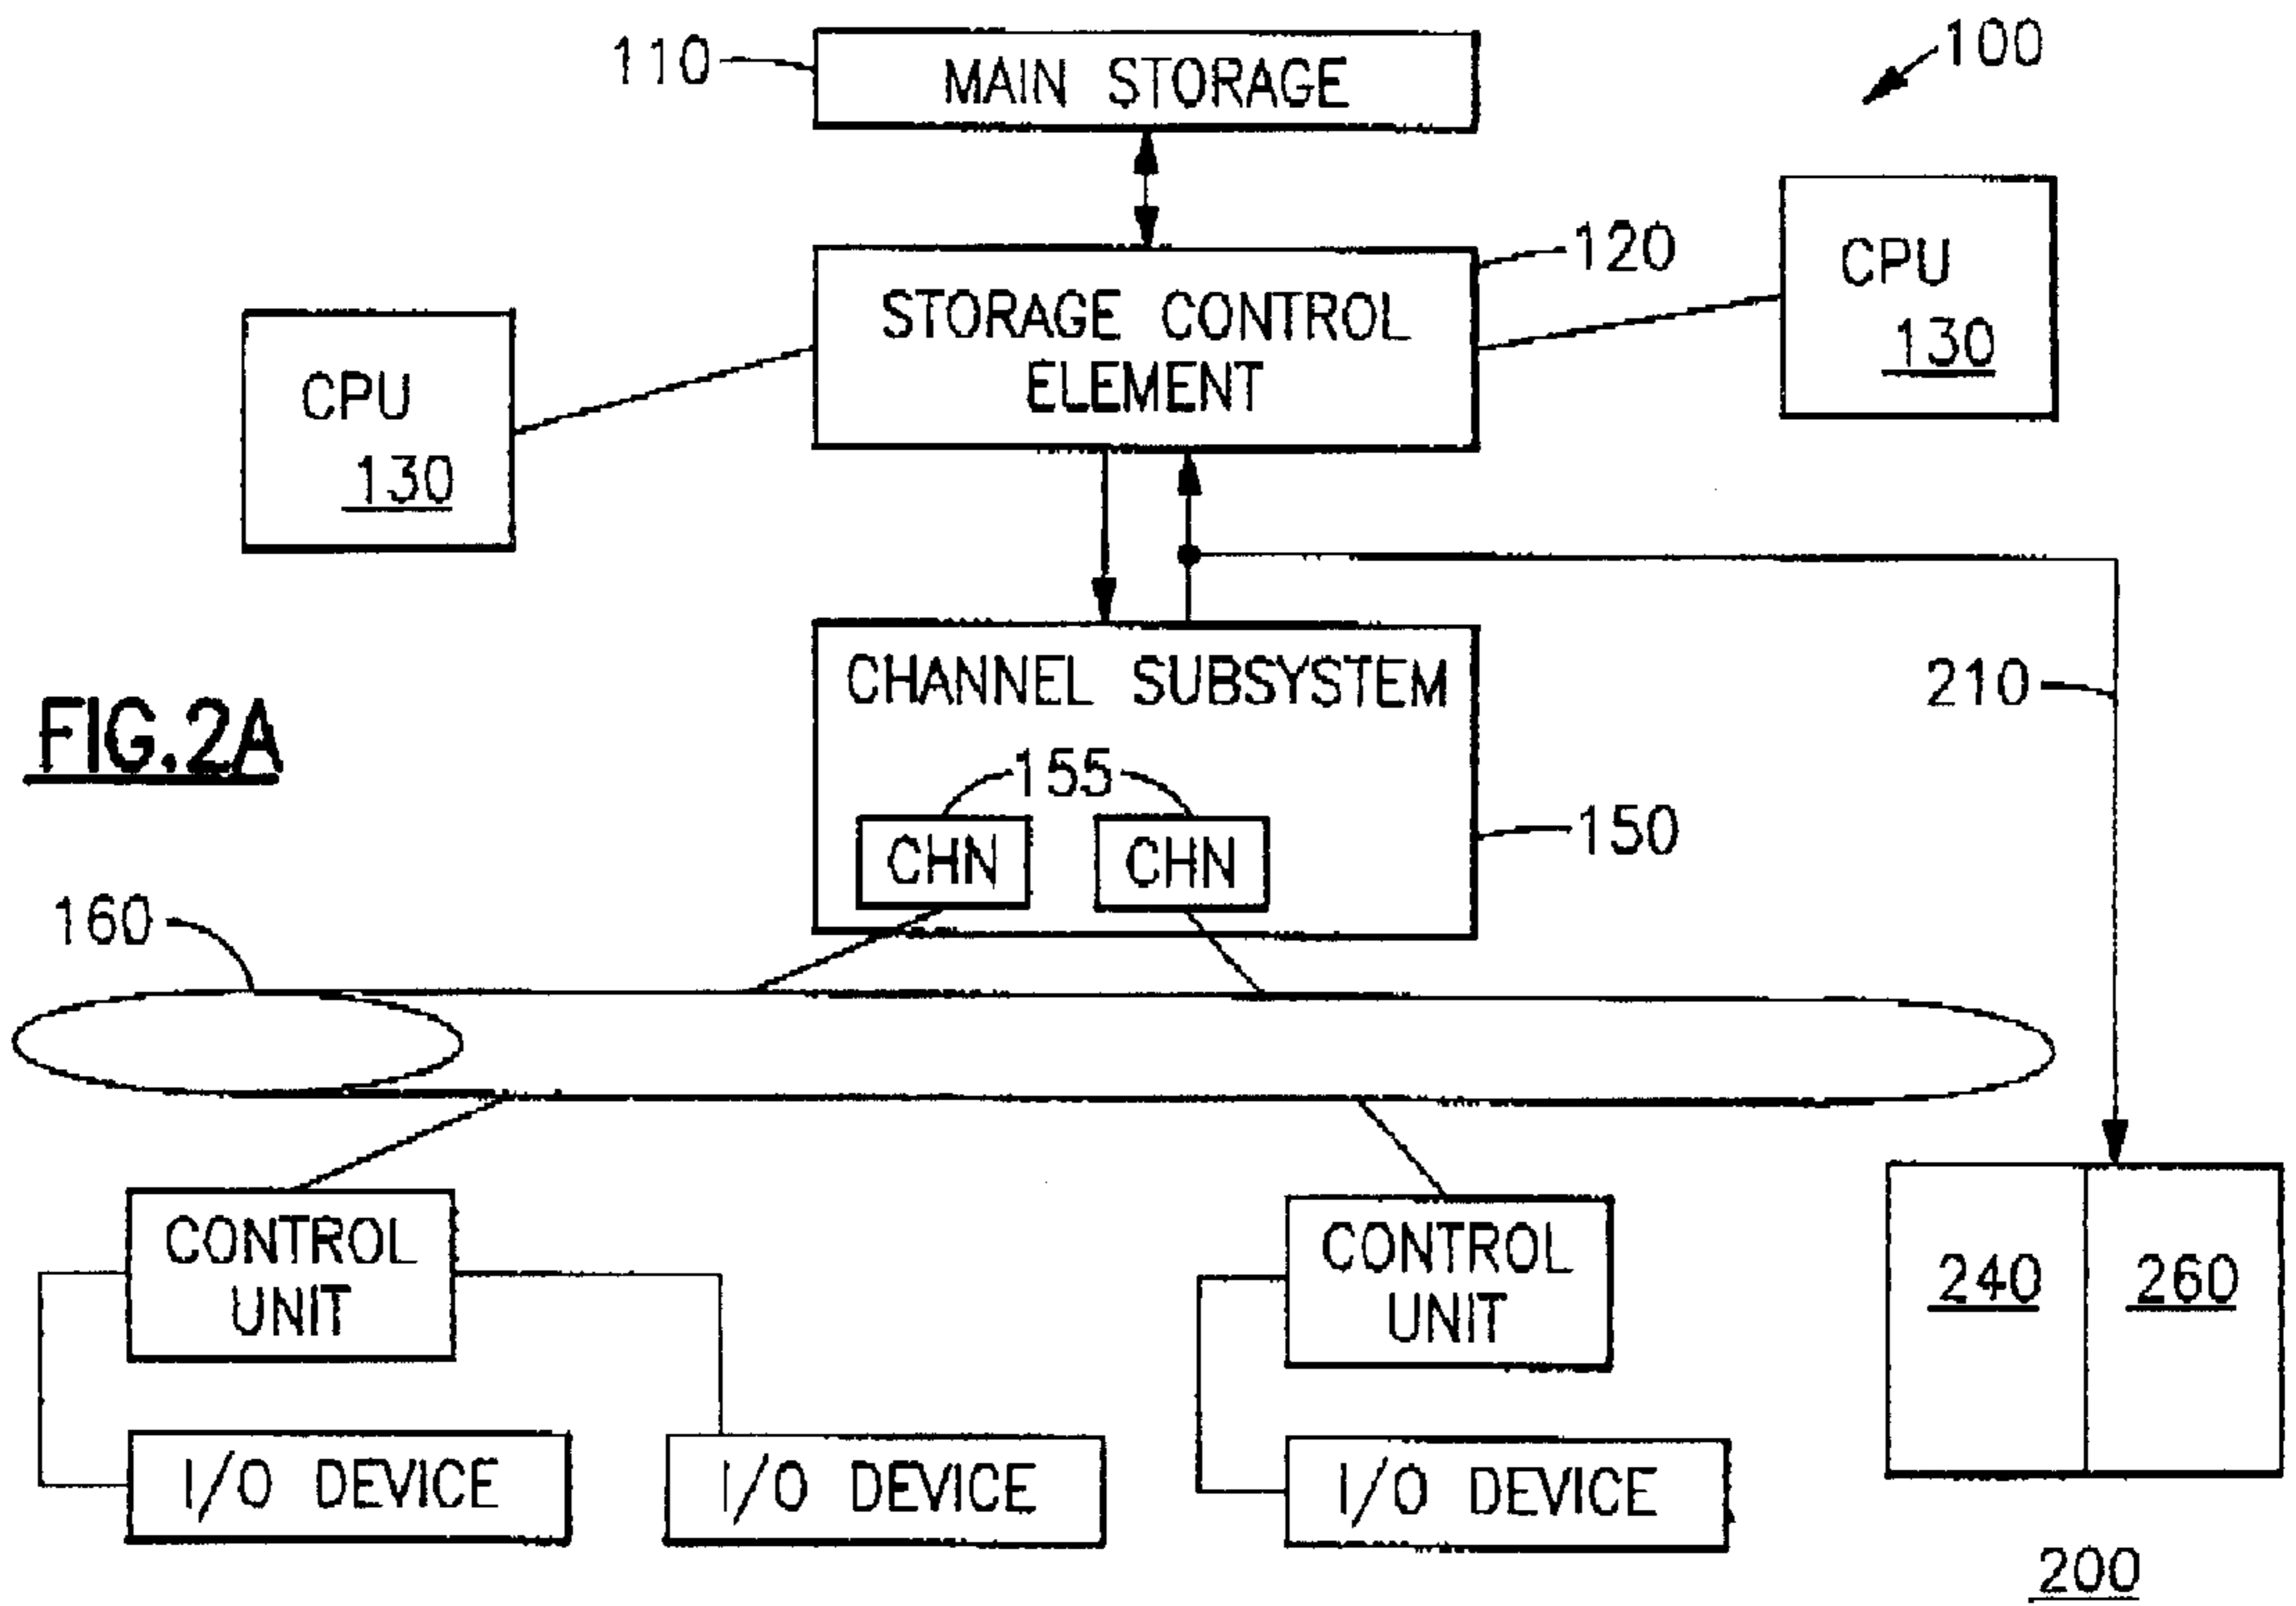 110
MAIN STORAGE
100
120
STORAGE CONTROL
ELEMENT
CPU
130
CPU
130
CHANNEL SUBSYSTEM
210
FIG.2A
155
CHN
CHN
150
160
CONTROL
UNIT
CONTROL
UNIT
240
260
I/O DEVICE
I/O DEVICE
I/O DEVICE
200